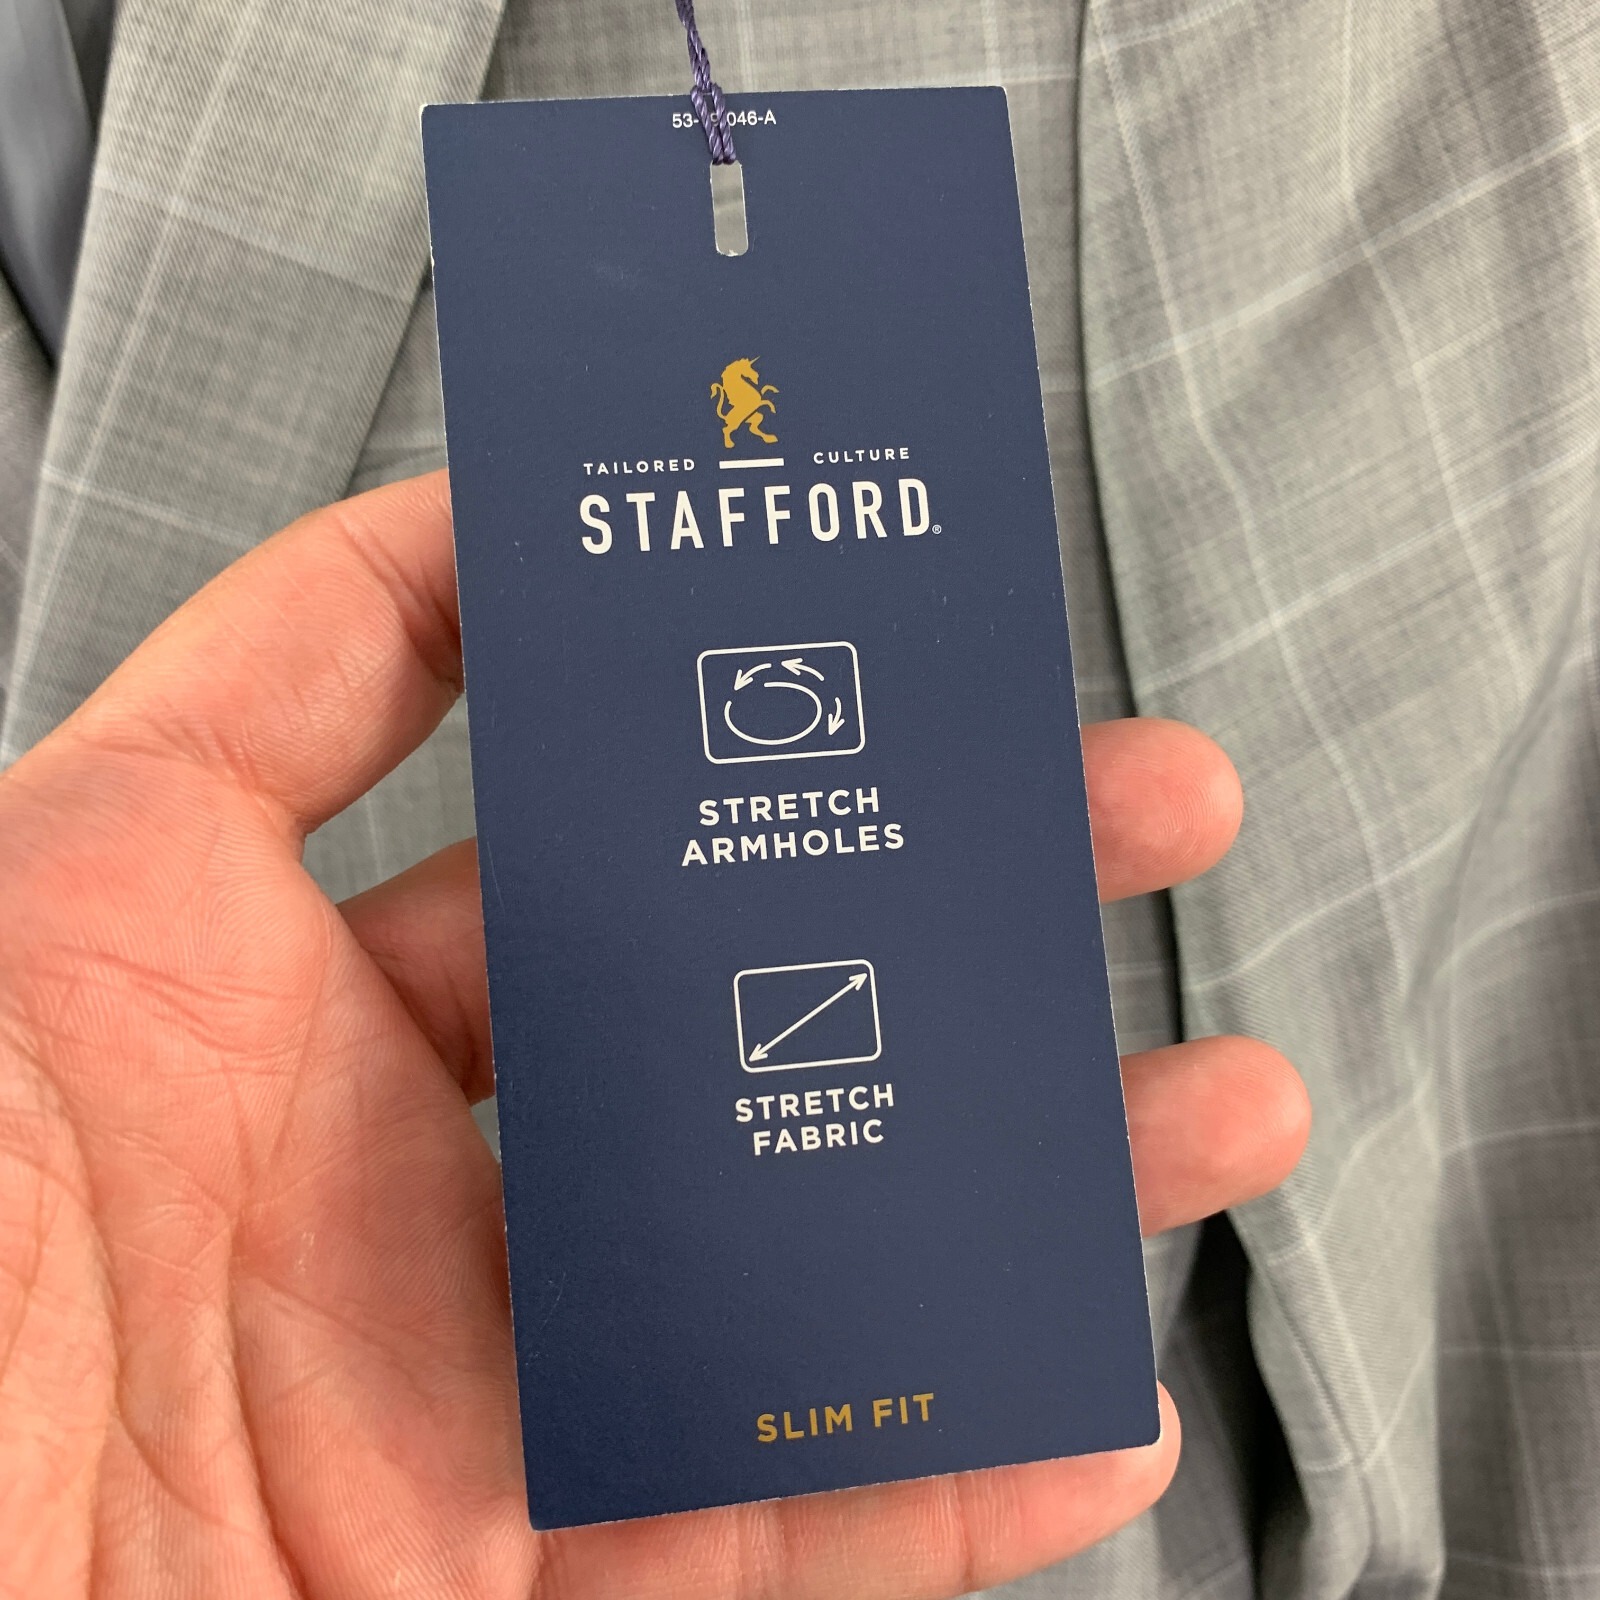 TAILORED CULTURE
STAFFORD®
STRETCH
ARMHOLES
STRETCH
FABRIC
SLIM FIT